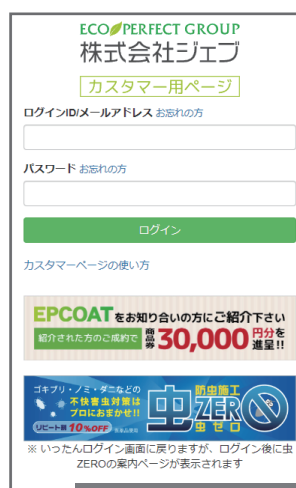 ECO PERFECT GROUP
株式会社ジェブ
カスタマー用ページ
ログインID/メールアドレス お忘れの方
パスワード お忘れの方
ログイン
カスタマーページの使い方
EPCOATをお知り合いの方にご紹介下さい
紹介された方のご成約で 商品券30,000円分を進呈!!
ゴキブリ・ノミ・ダニなどの
不快害虫対策は
プロにおまかせ!!
リピート割 10%OFF
虫ZERO
防虫施工
虫ゼロ
※ いったんログイン画面に戻りますが、ログイン後に虫
ZEROの案内ページが表示されます